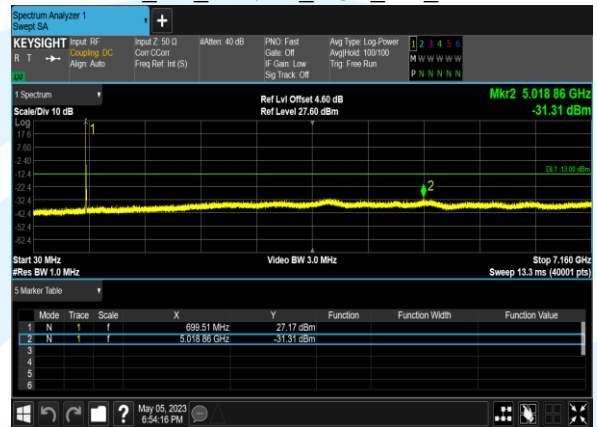 Spectrum Analyzer 1
Swept SA
KEYSIGHT Input: RF Input Z: 50 Ω #Atten: 40 dB PNO: Fast Avg Type: Log-Power 1 2 3 4 5 6
R T Coupling: DC Corr CCorr Gate: Off Avg|Hold: 100/100 M W W W W W
Align: Auto Freq Ref: Int (S) IF Gain: Low Trig: Free Run P N N N N N
Sig Track: Off
LXI
1 Spectrum Ref Lvl Offset 4.60 dB Mkr2 5.018 86 GHz
Scale/Div 10 dB Ref Level 27.60 dBm -31.31 dBm
Log
1
17.6
7.60
-2.40
-12.4 DL1 -13.00 dBm
-22.4 2
-32.4
-42.4
-52.4
-62.4
Start 30 MHz Video BW 3.0 MHz Stop 7.160 GHz
#Res BW 1.0 MHz Sweep 13.3 ms (40001 pts)
5 Marker Table
Mode Trace Scale X Y Function Function Width Function Value
1 N 1 f 699.51 MHz 27.17 dBm
2 N 1 f 5.018 86 GHz -31.31 dBm
3
4
5
6
? May 05, 2023
6:54:16 PM